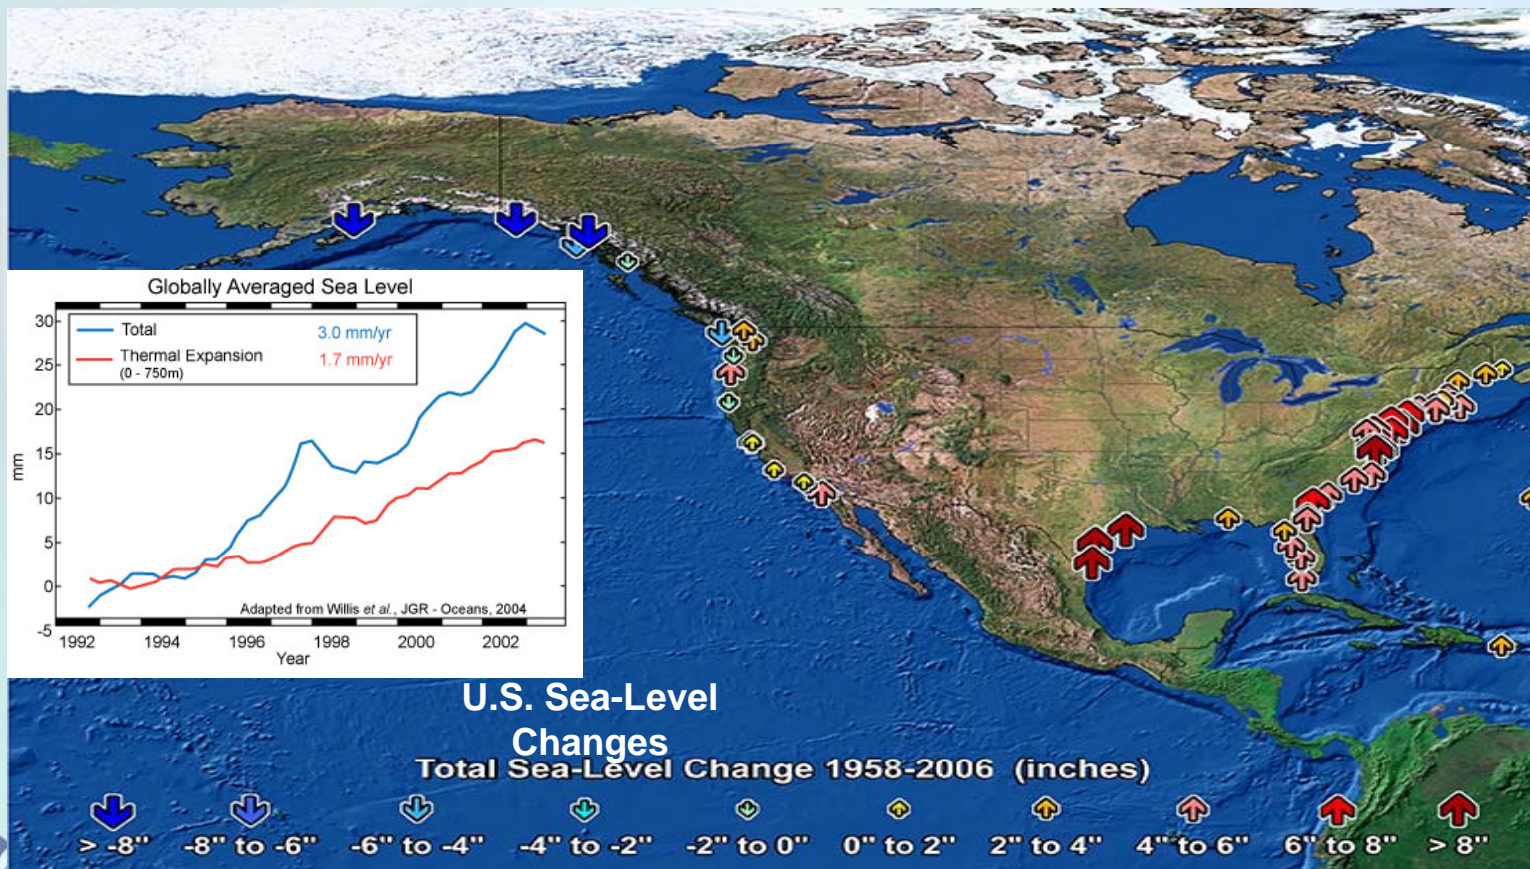 Globally Averaged Sea Level
Total 3.0 mm/yr
Thermal Expansion 1.7 mm/yr
(0 - 750m)
30
25
20
15
10
5
0
-5
mm
Adapted from Willis et al., JGR - Oceans, 2004
1992 1994 1996 1998 2000 2002
Year
U.S. Sea-Level
Changes
Total Sea-Level Change 1958-2006 (inches)
> -8" -8" to -6" -6" to -4" -4" to -2" -2" to 0" 0" to 2" 2" to 4" 4" to 6" 6" to 8" > 8"